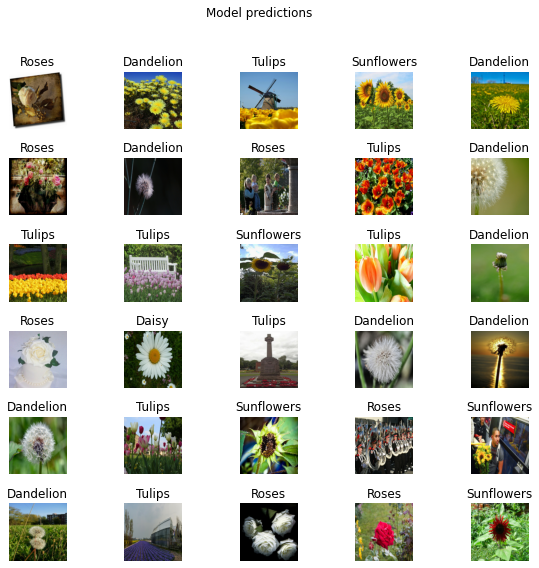 Model predictions
Roses Dandelion Tulips Sunflowers Dandelion
Roses Dandelion Roses Tulips Dandelion
Tulips Tulips Sunflowers Tulips Dandelion
Roses Daisy Tulips Dandelion Dandelion
Dandelion Tulips Sunflowers Roses Sunflowers
Dandelion Tulips Roses Roses Sunflowers